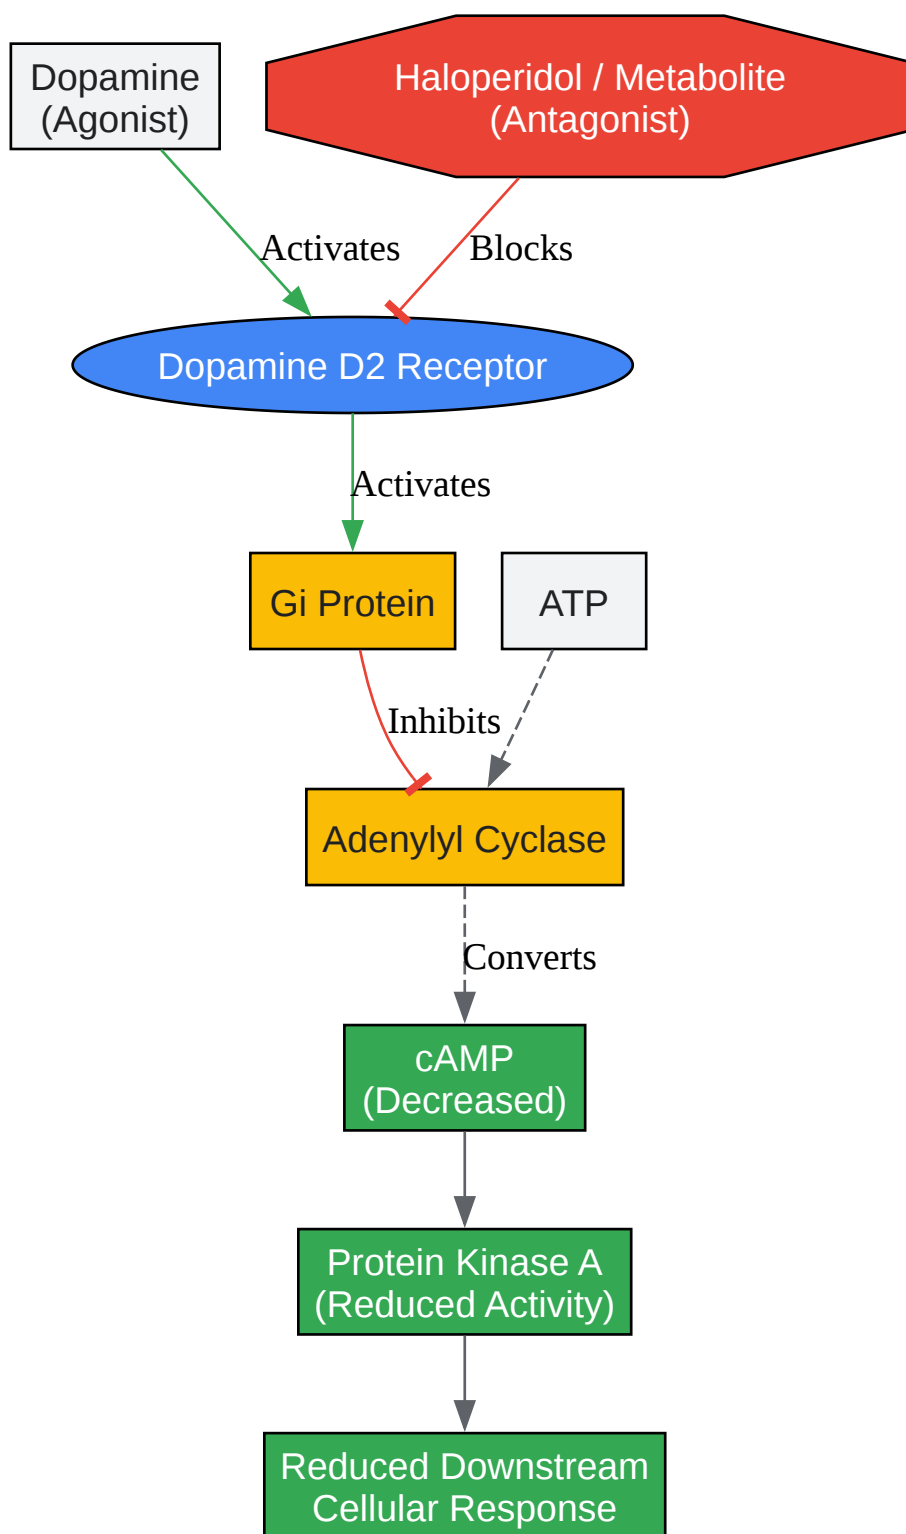 Dopamine
(Agonist)
Haloperidol / Metabolite
(Antagonist)
Activates
Blocks
Dopamine D2 Receptor
Activates
Gi Protein
ATP
Inhibits
Adenylyl Cyclase
Converts
cAMP
(Decreased)
Protein Kinase A
(Reduced Activity)
Reduced Downstream
Cellular Response